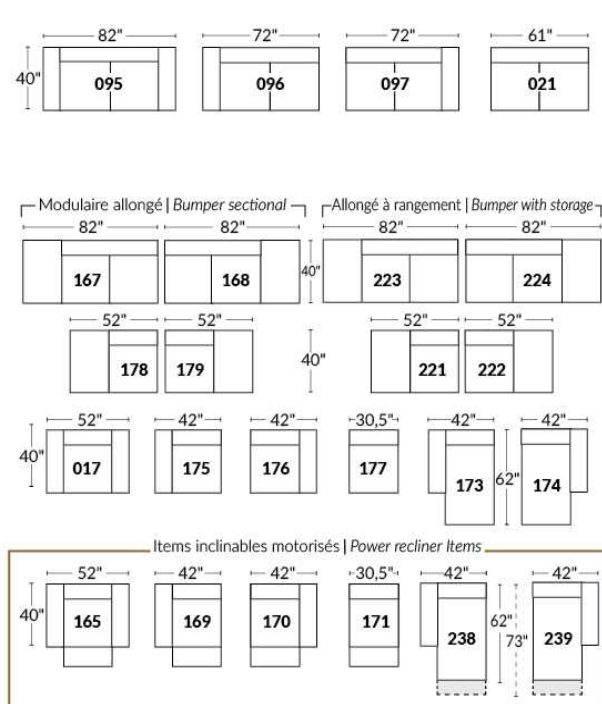 82" 72" 72" 61"
40" 095 096 097 021
Modulaire allongé | Bumper sectional Allongé à rangement | Bumper with storage
82" 82" 82" 82"
167 168 40" 223 224
52" 52" 52" 52"
178 179 40" 221 222
52" 42" 42" 30,5" 42" 42"
40" 017 175 176 177 173 62" 174
Items inclinables motorisés | Power recliner Items
52" 42" 42" 30,5" 42" 42"
40" 165 169 170 171 238 62" 73" 239